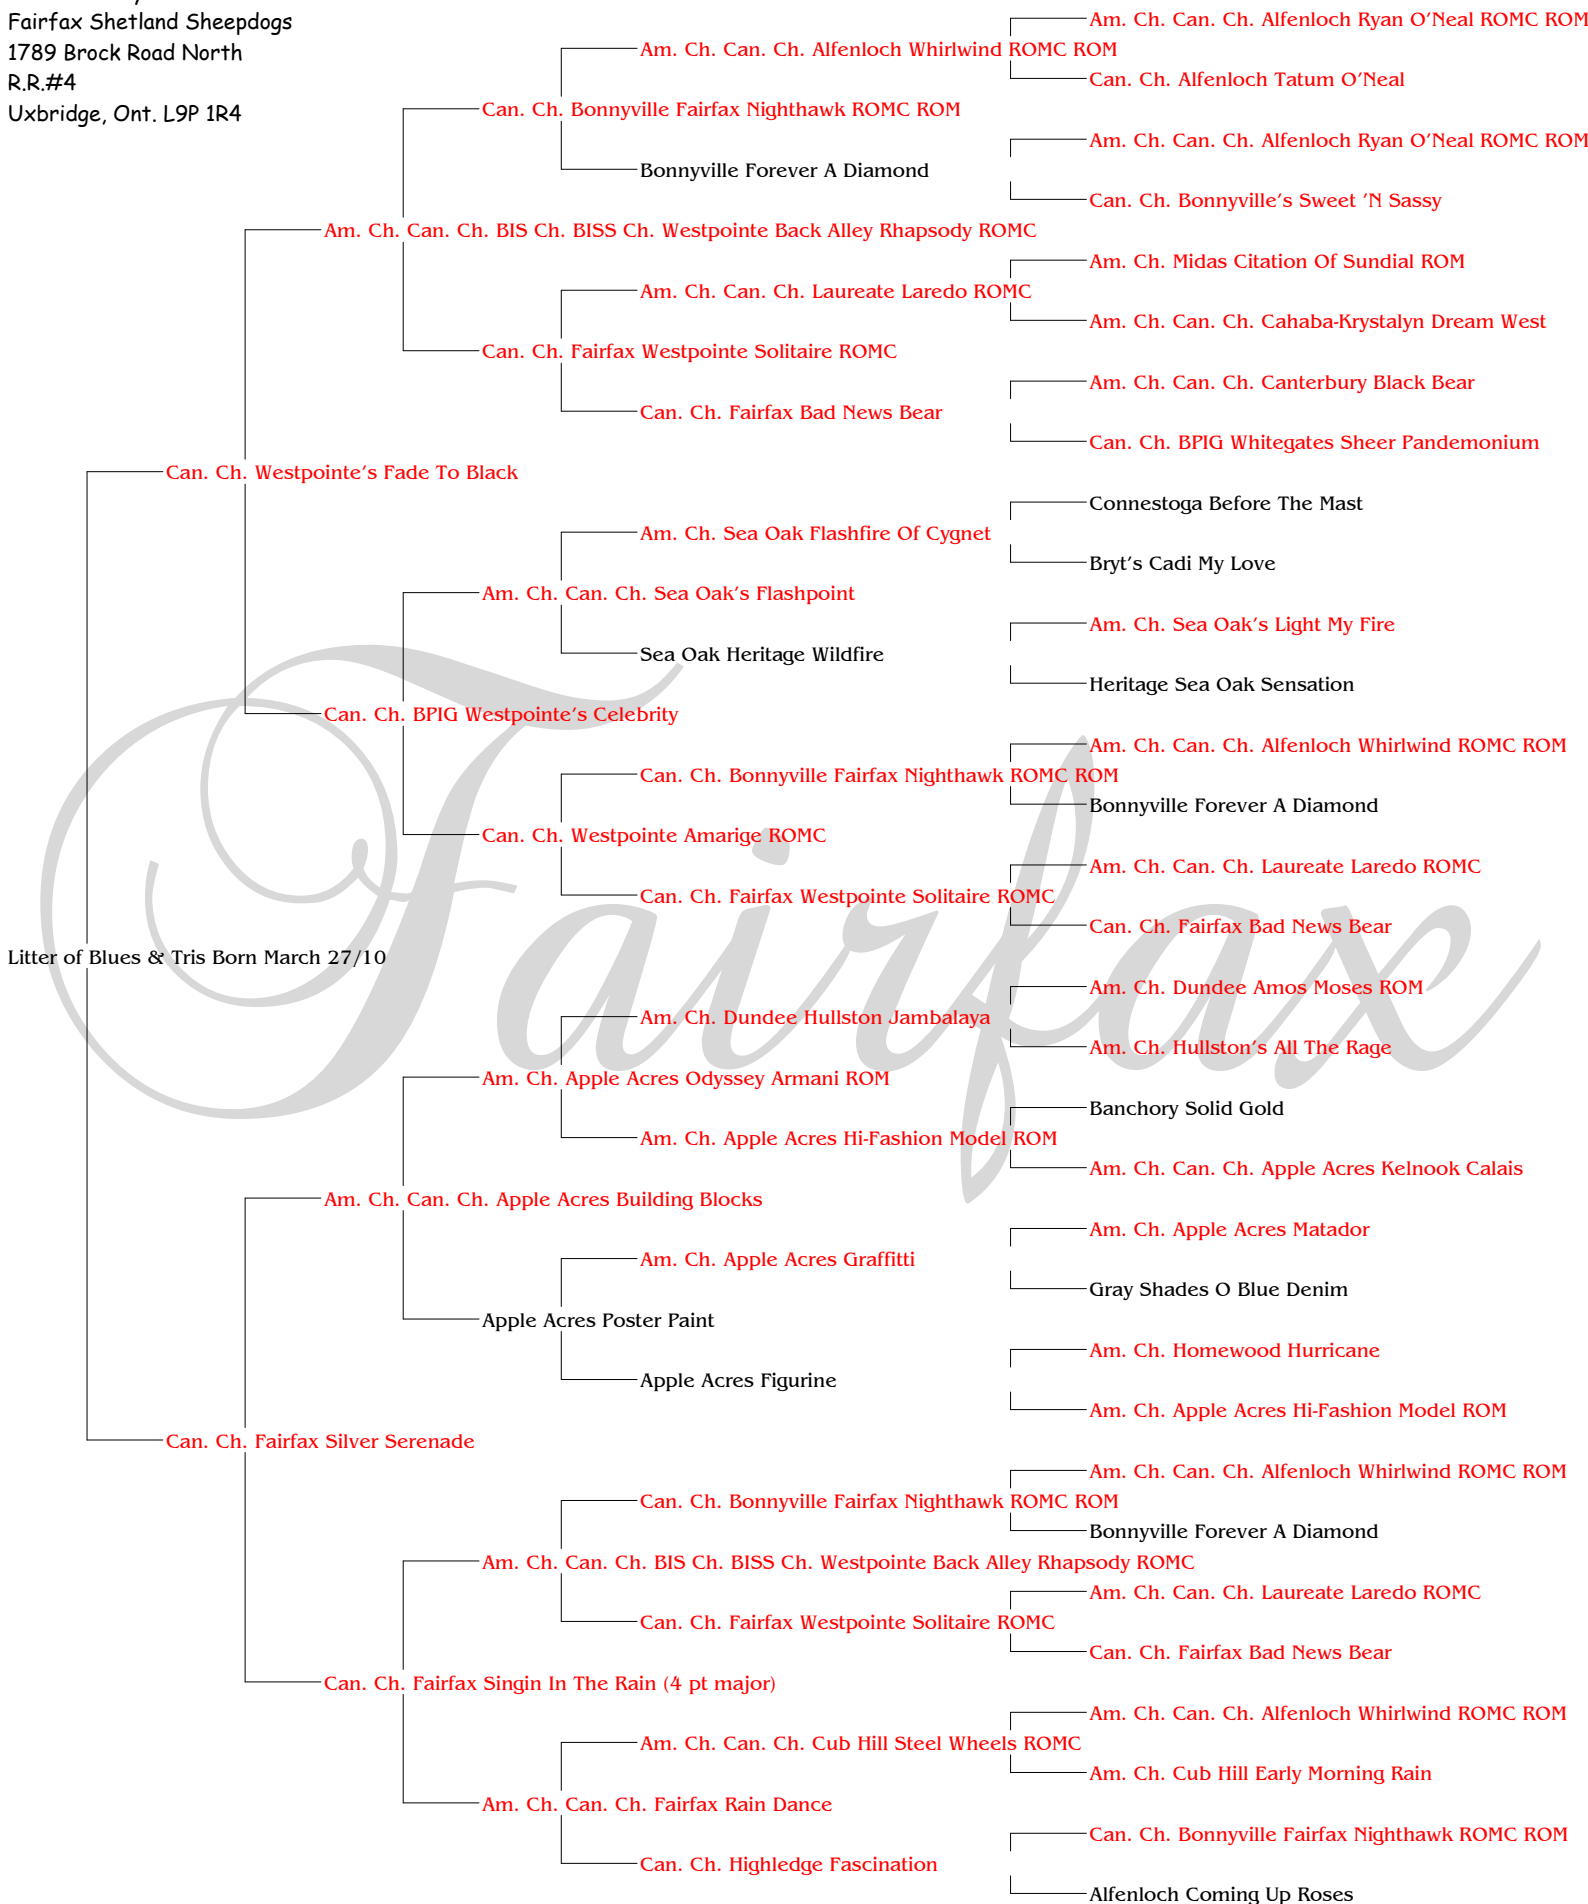 Fairfax Shetland Sheepdogs
1789 Brock Road North
R.R.#4
Uxbridge, Ont. L9P 1R4
Am. Ch. Can. Ch. Alfenloch Ryan O'Neal ROMC ROM
Am. Ch. Can. Ch. Alfenloch Whirlwind ROMC ROM
Can. Ch. Alfenloch Tatum O'Neal
Can. Ch. Bonnyville Fairfax Nighthawk ROMC ROM
Am. Ch. Can. Ch. Alfenloch Ryan O'Neal ROMC ROM
Bonnyville Forever A Diamond
Can. Ch. Bonnyville's Sweet 'N Sassy
Am. Ch. Can. Ch. BIS Ch. BISS Ch. Westpointe Back Alley Rhapsody ROMC
Am. Ch. Midas Citation Of Sundial ROM
Am. Ch. Can. Ch. Laureate Laredo ROMC
Am. Ch. Can. Ch. Cahaba-Krystalyn Dream West
Can. Ch. Fairfax Westpointe Solitaire ROMC
Am. Ch. Can. Ch. Canterbury Black Bear
Can. Ch. Fairfax Bad News Bear
Can. Ch. BPIG Whitegates Sheer Pandemonium
Can. Ch. Westpointe's Fade To Black
Connestoga Before The Mast
Am. Ch. Sea Oak Flashfire Of Cygnet
Bryt's Cadi My Love
Am. Ch. Can. Ch. Sea Oak's Flashpoint
Am. Ch. Sea Oak's Light My Fire
Sea Oak Heritage Wildfire
Heritage Sea Oak Sensation
Can. Ch. BPIG Westpointe's Celebrity
Am. Ch. Can. Ch. Alfenloch Whirlwind ROMC ROM
Can. Ch. Bonnyville Fairfax Nighthawk ROMC ROM
Bonnyville Forever A Diamond
Can. Ch. Westpointe Amarige ROMC
Am. Ch. Can. Ch. Laureate Laredo ROMC
Can. Ch. Fairfax Westpointe Solitaire ROMC
Can. Ch. Fairfax Bad News Bear
Fairfax
Litter of Blues & Tris Born March 27/10
Am. Ch. Dundee Amos Moses ROM
Am. Ch. Dundee Hullston Jambalaya
Am. Ch. Hullston's All The Rage
Am. Ch. Apple Acres Odyssey Armani ROM
Banchory Solid Gold
Am. Ch. Apple Acres Hi-Fashion Model ROM
Am. Ch. Can. Ch. Apple Acres Kelnook Calais
Am. Ch. Can. Ch. Apple Acres Building Blocks
Am. Ch. Apple Acres Matador
Am. Ch. Apple Acres Graffitti
Gray Shades O Blue Denim
Apple Acres Poster Paint
Am. Ch. Homewood Hurricane
Apple Acres Figurine
Am. Ch. Apple Acres Hi-Fashion Model ROM
Can. Ch. Fairfax Silver Serenade
Am. Ch. Can. Ch. Alfenloch Whirlwind ROMC ROM
Can. Ch. Bonnyville Fairfax Nighthawk ROMC ROM
Bonnyville Forever A Diamond
Am. Ch. Can. Ch. BIS Ch. BISS Ch. Westpointe Back Alley Rhapsody ROMC
Am. Ch. Can. Ch. Laureate Laredo ROMC
Can. Ch. Fairfax Westpointe Solitaire ROMC
Can. Ch. Fairfax Bad News Bear
Can. Ch. Fairfax Singin In The Rain (4 pt major)
Am. Ch. Can. Ch. Alfenloch Whirlwind ROMC ROM
Am. Ch. Can. Ch. Cub Hill Steel Wheels ROMC
Am. Ch. Cub Hill Early Morning Rain
Am. Ch. Can. Ch. Fairfax Rain Dance
Can. Ch. Bonnyville Fairfax Nighthawk ROMC ROM
Can. Ch. Highledge Fascination
Alfenloch Coming Up Roses